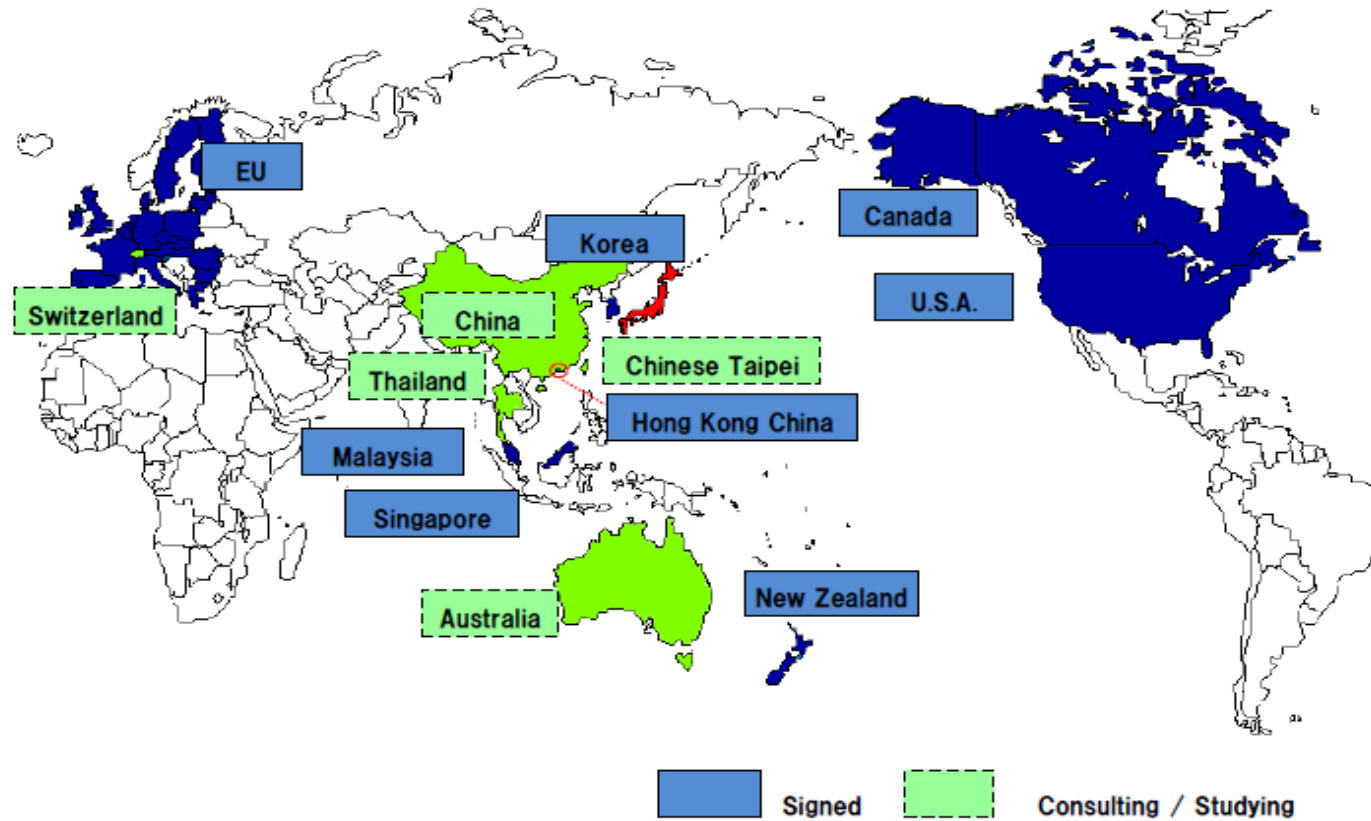 EU
Canada
Korea
U.S.A.
Switzerland
China
Chinese Taipei
Thailand
Hong Kong China
Malaysia
Singapore
New Zealand
Australia
Signed
Consulting / Studying